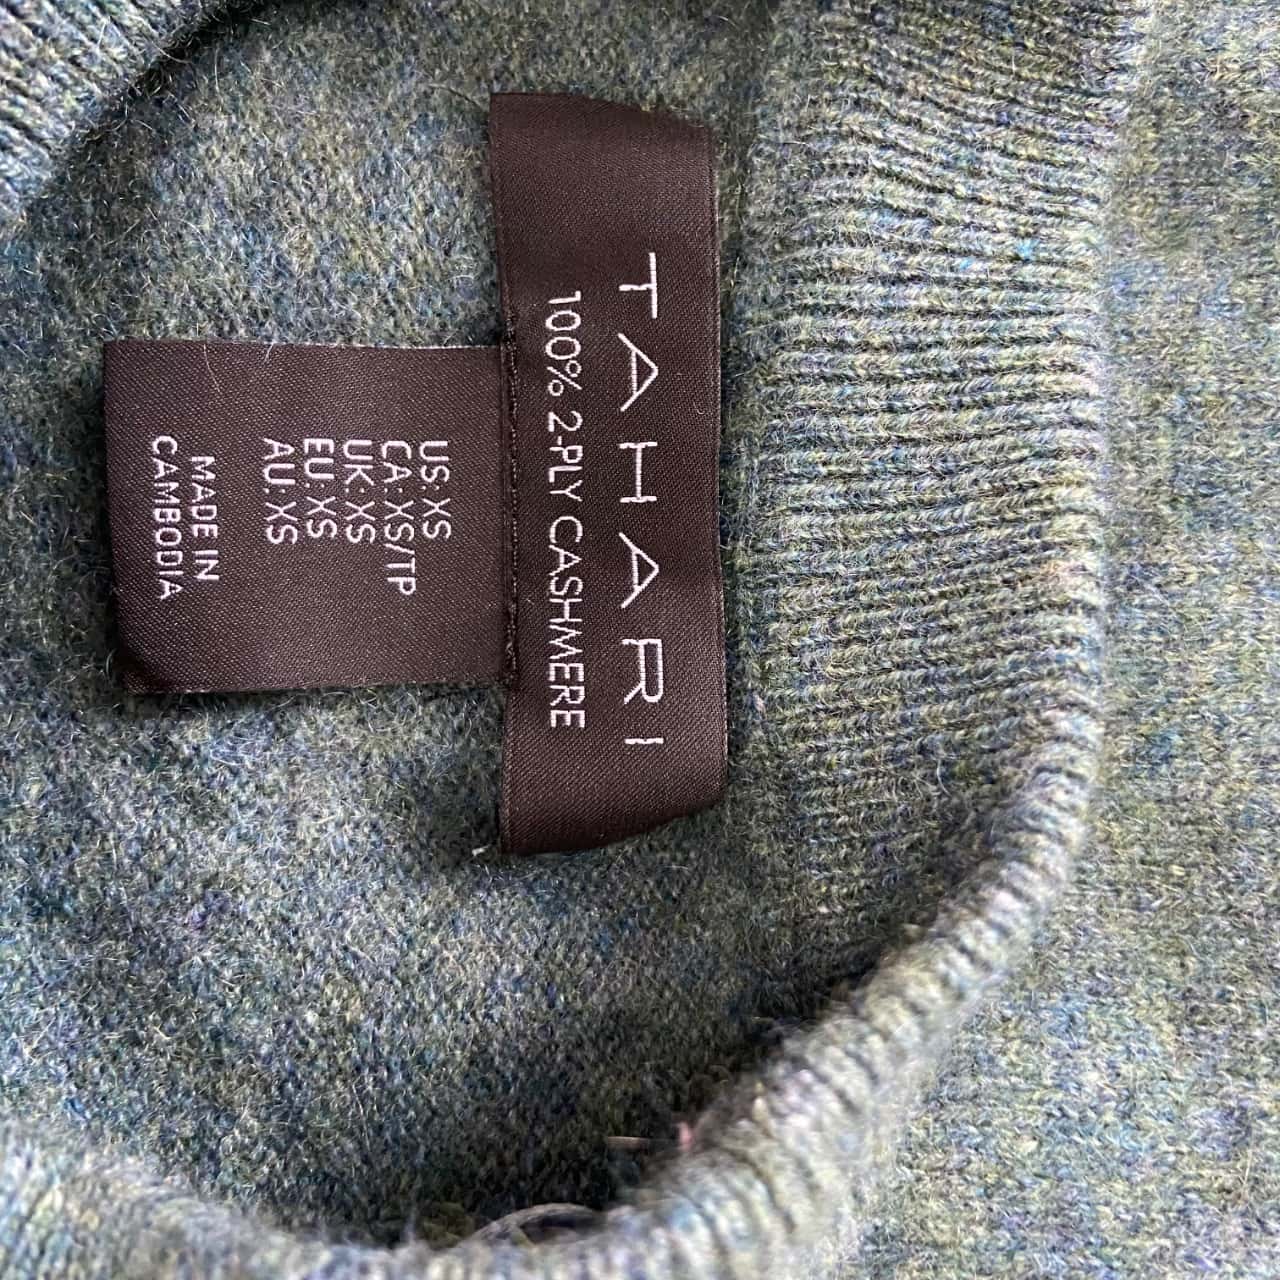 TAHARI
100% 2-PLY CASHMERE
US:XS
CA:XS/TP
UK:XS
EU:XS
AU:XS
MADE IN
CAMBODIA